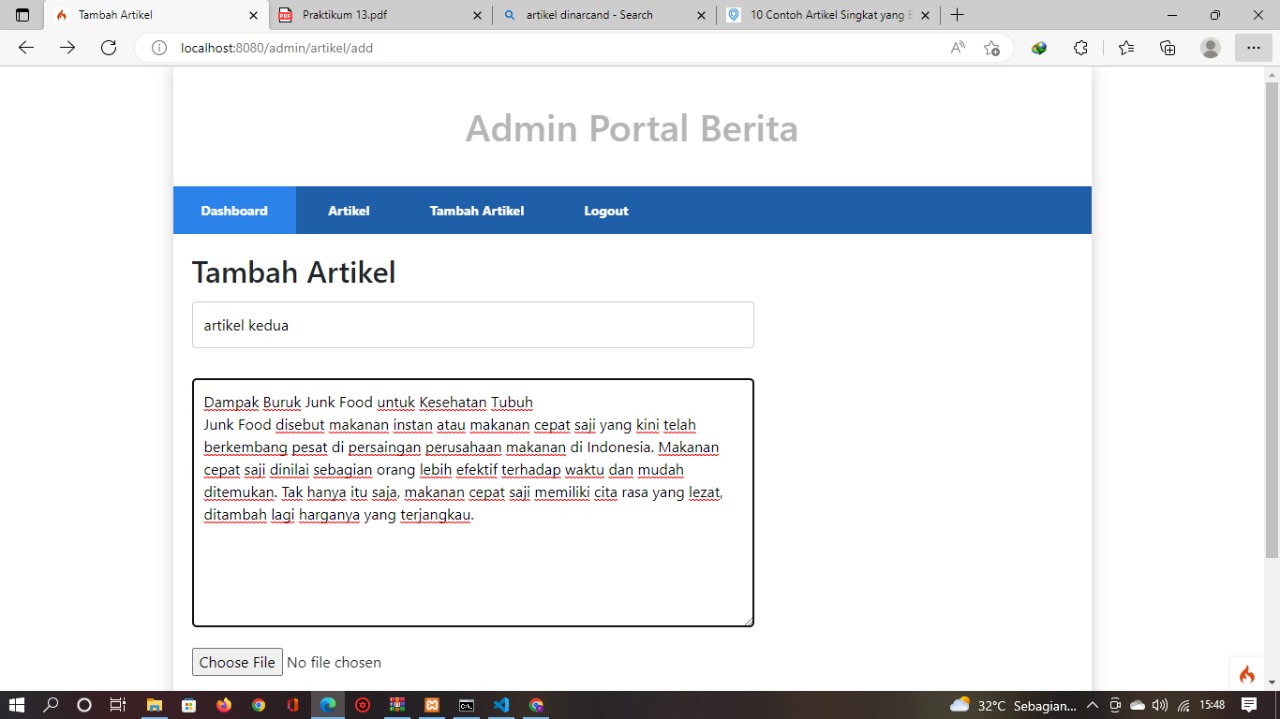 Tambah Artikel
Praktikum 13.pdf
artikel dinarcand - Search
10 Contoh Artikel Singkat yang
localhost:8080/admin/artikel/add
Admin Portal Berita
Dashboard
Artikel
Tambah Artikel
Logout
Tambah Artikel
artikel kedua
Dampak Buruk Junk Food untuk Kesehatan Tubuh
Junk Food disebut makanan instan atau makanan cepat saji yang kini telah
berkembang pesat di persaingan perusahaan makanan di Indonesia. Makanan
cepat saji dinilai sebagian orang lebih efektif terhadap waktu dan mudah
ditemukan. Tak hanya itu saja, makanan cepat saji memiliki cita rasa yang lezat,
ditambah lagi harganya yang terjangkau.
Choose File No file chosen
32°C Sebagian...
15:48